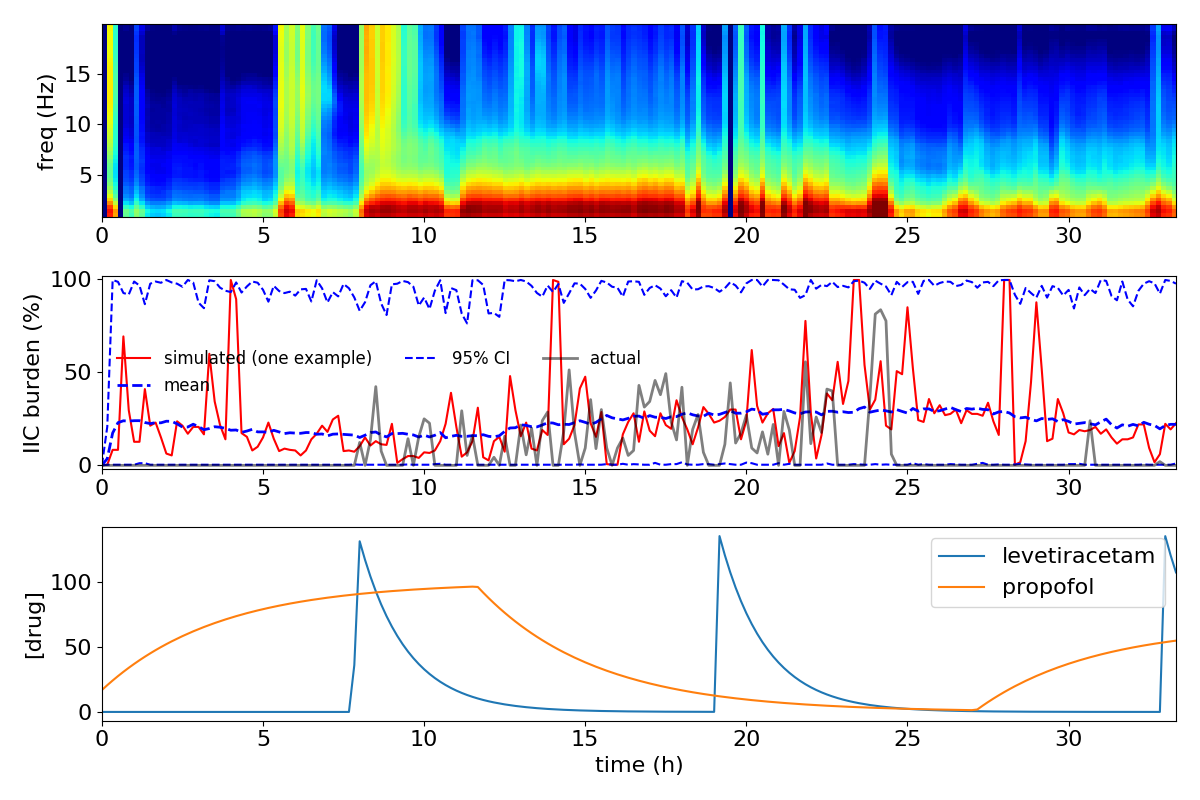 freq (Hz)
15
10
5
0 5 10 15 20 25 30
IIC burden (%)
100
50
0
simulated (one example) 95% CI actual
mean
0 5 10 15 20 25 30
[drug]
100
50
0
levetiracetam
propofol
0 5 10 15 20 25 30
time (h)